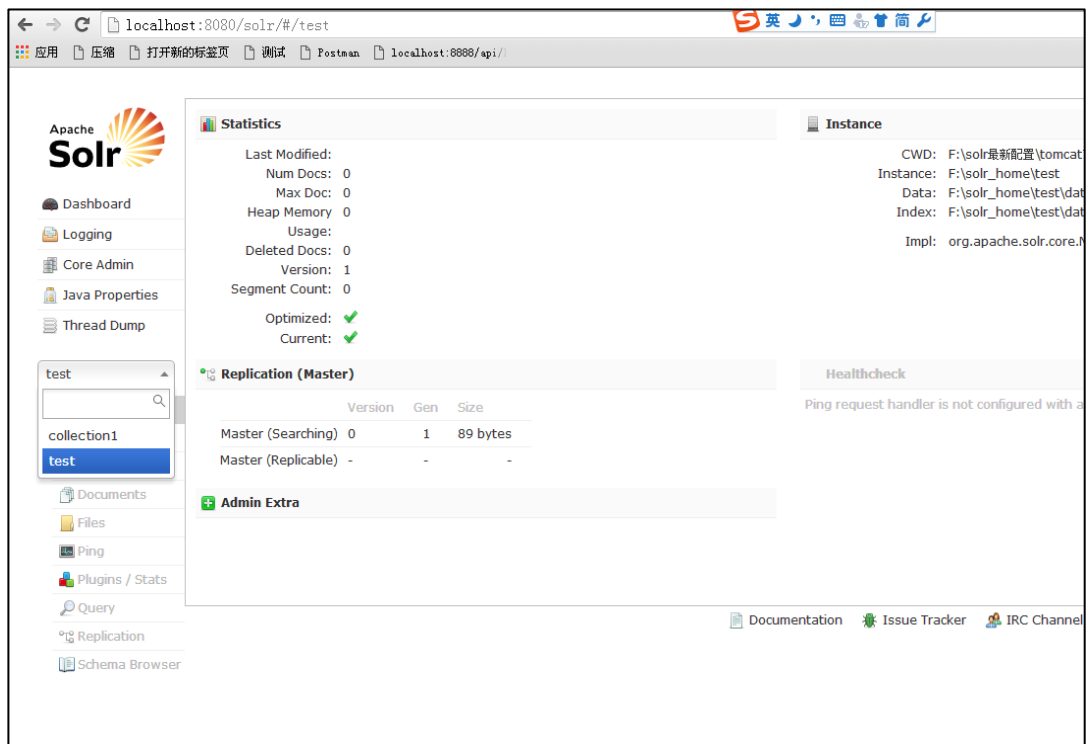 localhost:8080/solr/#/test
英 简
应用 压缩 打开新的标签页 测试 Postman localhost:8888/api/
Apache
Solr
Dashboard
Logging
Core Admin
Java Properties
Thread Dump
test
collection1
test
Documents
Files
Ping
Plugins / Stats
Query
Replication
Schema Browser
Statistics
Last Modified:
Num Docs: 0
Max Doc: 0
Heap Memory 0
Usage:
Deleted Docs: 0
Version: 1
Segment Count: 0
Optimized:
Current:
Instance
CWD: F:\solr最新配置\tomcat
Instance: F:\solr_home\test
Data: F:\solr_home\test\dat
Index: F:\solr_home\test\dat
Impl: org.apache.solr.core.N
Replication (Master)
Version Gen Size
Master (Searching) 0 1 89 bytes
Master (Replicable) - - -
Healthcheck
Ping request handler is not configured with a
Admin Extra
Documentation Issue Tracker IRC Channel